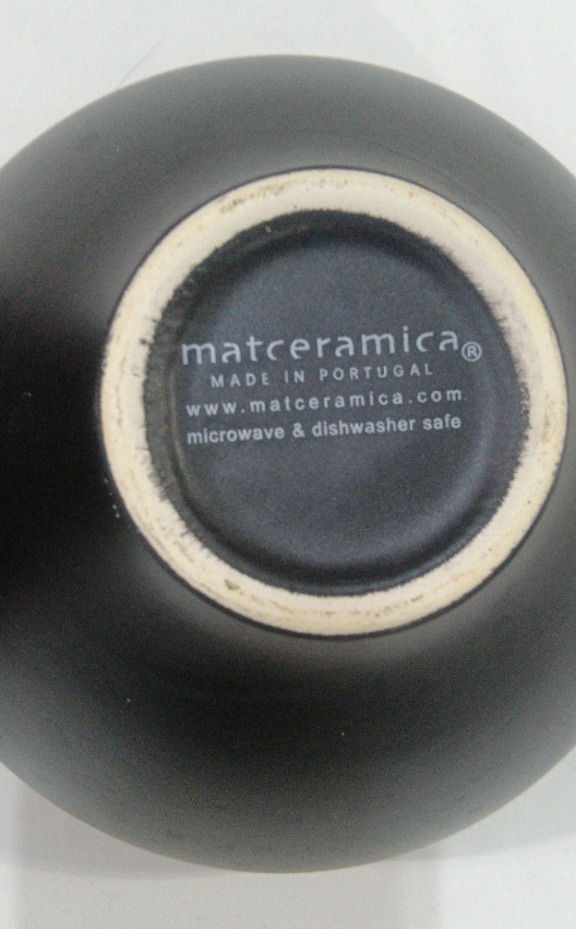 matceramica®
MADE IN PORTUGAL
www.matceramica.com
microwave & dishwasher safe